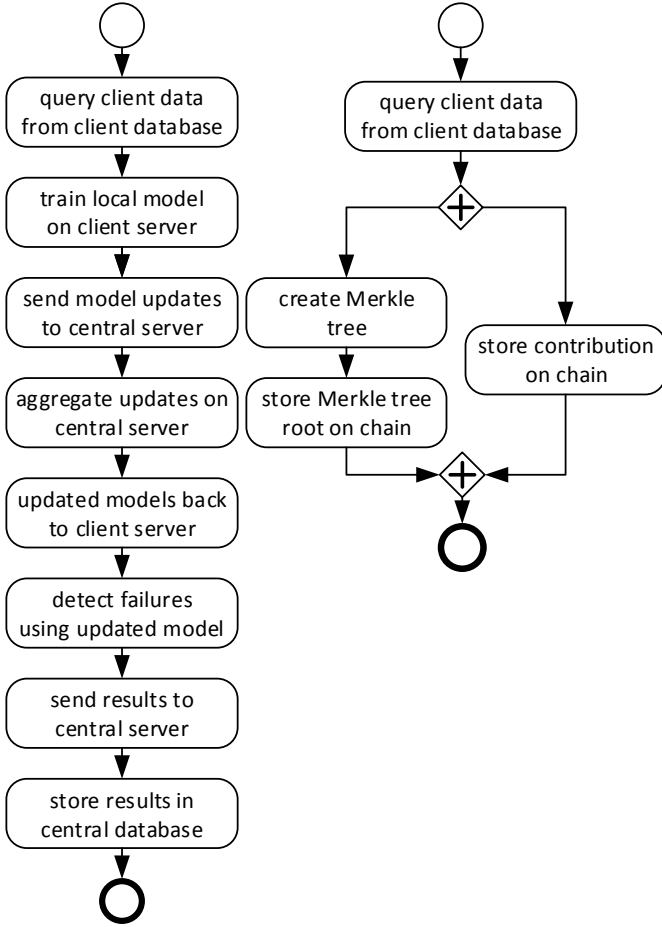 query client data
from client database
train local model
on client server
send model updates
to central server
aggregate updates on
central server
updated models back
to client server
detect failures
using updated model
send results to
central server
store results in
central database
query client data
from client database
create Merkle
tree
store Merkle tree
root on chain
store contribution
on chain